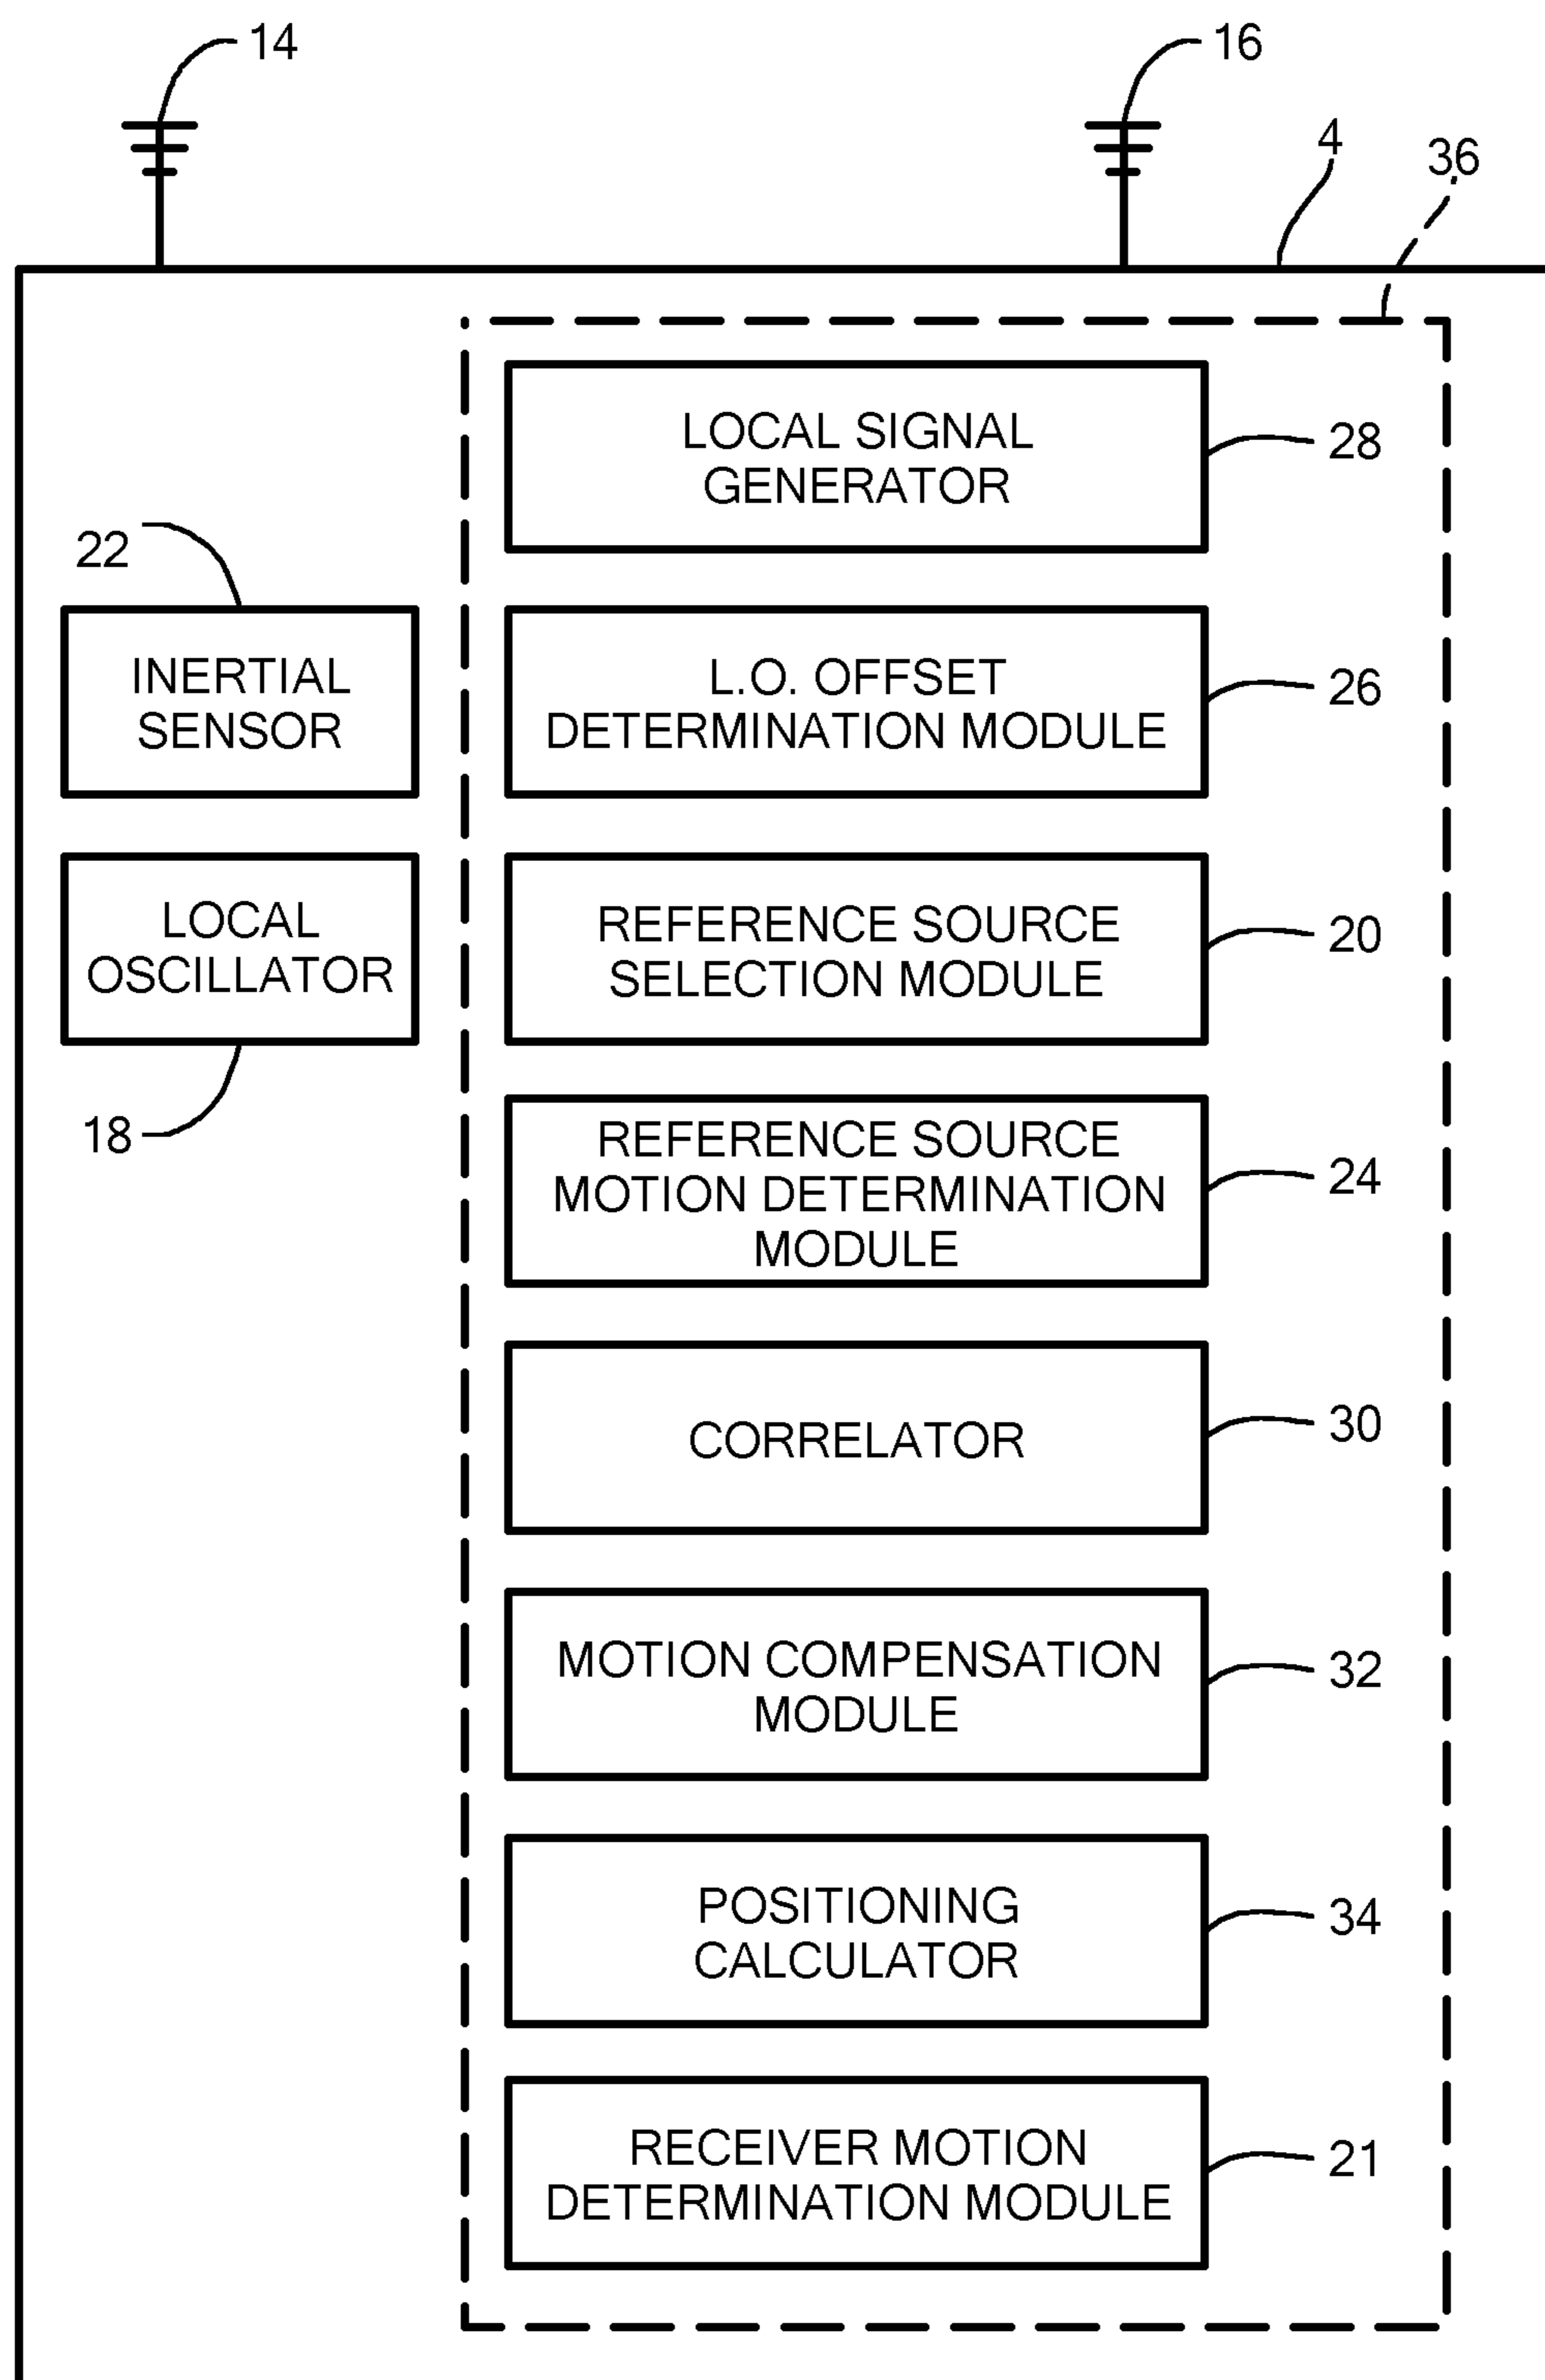 14
16
4
36
LOCAL SIGNAL
GENERATOR
28
22
INERTIAL
SENSOR
L.O. OFFSET
DETERMINATION MODULE
26
LOCAL
OSCILLATOR
18
REFERENCE SOURCE
SELECTION MODULE
20
REFERENCE SOURCE
MOTION DETERMINATION
MODULE
24
CORRELATOR
30
MOTION COMPENSATION
MODULE
32
POSITIONING
CALCULATOR
34
RECEIVER MOTION
DETERMINATION MODULE
21